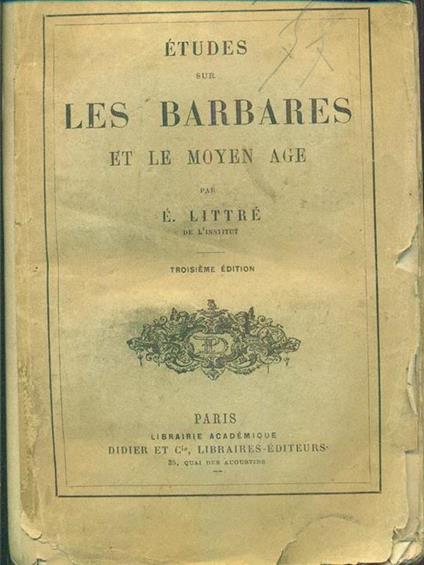 ÉTUDES
SUR
LES BARBARES
ET LE MOYEN AGE
PAR
É. LITTRÉ
DE L'INSTITUT
TROISIÈME ÉDITION
PARIS
LIBRAIRIE ACADÉMIQUE
DIDIER ET Cie, LIBRAIRES-ÉDITEURS
35, QUAI DES AUGUSTINS